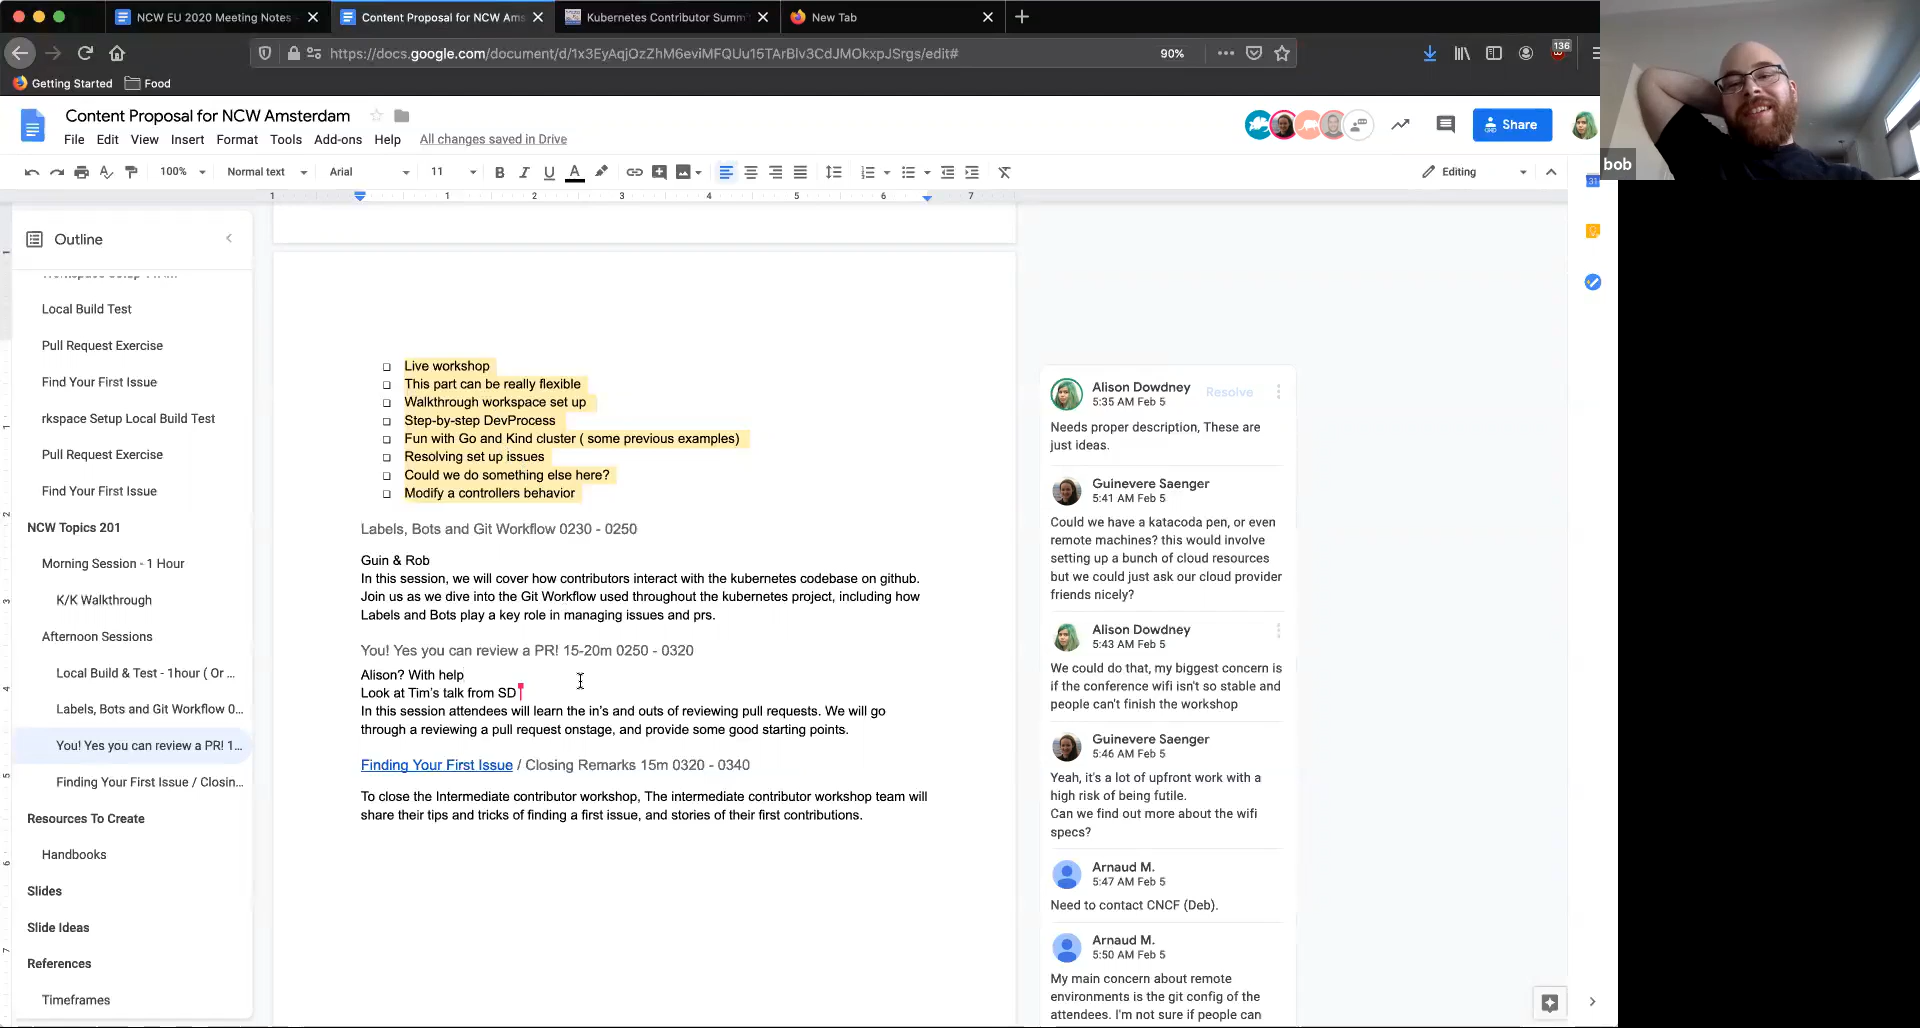 NCW EU 2020 Meeting Notes
Content Proposal for NCW Ams
Kubernetes Contributor Summ
New Tab
https://docs.google.com/document/d/1x3EyAqjOzZhM6eviMFQUu15TArBlv3CdJMOkxpJSrgs/edit#
90%
136
Getting Started
Food
Content Proposal for NCW Amsterdam
File Edit View Insert Format Tools Add-ons Help All changes saved in Drive
Share
bob
100% Normal text Arial 11 Editing
1 1 2 3 4 5 6 7
Outline
Local Build Test
Pull Request Exercise
Find Your First Issue
rkspace Setup Local Build Test
Pull Request Exercise
Find Your First Issue
NCW Topics 201
Morning Session - 1 Hour
K/K Walkthrough
Afternoon Sessions
Local Build & Test - 1hour ( Or ...
Labels, Bots and Git Workflow 0...
You! Yes you can review a PR! 1...
Finding Your First Issue / Closin...
Resources To Create
Handbooks
Slides
Slide Ideas
References
Timeframes
Live workshop
This part can be really flexible
Walkthrough workspace set up
Step-by-step DevProcess
Fun with Go and Kind cluster ( some previous examples)
Resolving set up issues
Could we do something else here?
Modify a controllers behavior
Labels, Bots and Git Workflow 0230 - 0250
Guin & Rob
In this session, we will cover how contributors interact with the kubernetes codebase on github.
Join us as we dive into the Git Workflow used throughout the kubernetes project, including how
Labels and Bots play a key role in managing issues and prs.
You! Yes you can review a PR! 15-20m 0250 - 0320
Alison? With help
Look at Tim's talk from SD
In this session attendees will learn the in's and outs of reviewing pull requests. We will go
through a reviewing a pull request onstage, and provide some good starting points.
Finding Your First Issue / Closing Remarks 15m 0320 - 0340
To close the Intermediate contributor workshop, The intermediate contributor workshop team will
share their tips and tricks of finding a first issue, and stories of their first contributions.
Alison Dowdney
5:35 AM Feb 5
Resolve
Needs proper description, These are
just ideas.
Guinevere Saenger
5:41 AM Feb 5
Could we have a katacoda pen, or even
remote machines? this would involve
setting up a bunch of cloud resources
but we could just ask our cloud provider
friends nicely?
Alison Dowdney
5:43 AM Feb 5
We could do that, my biggest concern is
if the conference wifi isn't so stable and
people can't finish the workshop
Guinevere Saenger
5:46 AM Feb 5
Yeah, it's a lot of upfront work with a
high risk of being futile.
Can we find out more about the wifi
specs?
Arnaud M.
5:47 AM Feb 5
Need to contact CNCF (Deb).
Arnaud M.
5:50 AM Feb 5
My main concern about remote
environments is the git config of the
attendees. I'm not sure if people can